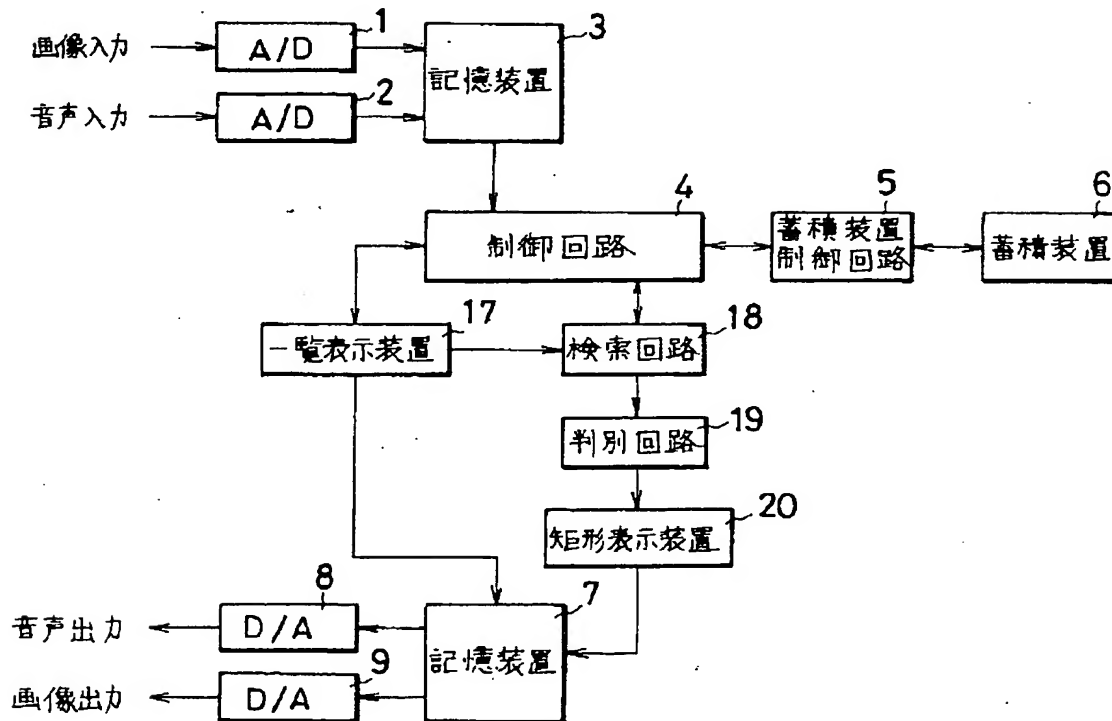 1
3
画像入力
A/D
記憶装置
2
音声入力
A/D
4
5
6
制御回路
蓄積装置
制御回路
蓄積装置
17
18
一覧表示装置
検索回路
19
判別回路
20
矩形表示装置
8
7
音声出力
D/A
記憶装置
9
画像出力
D/A